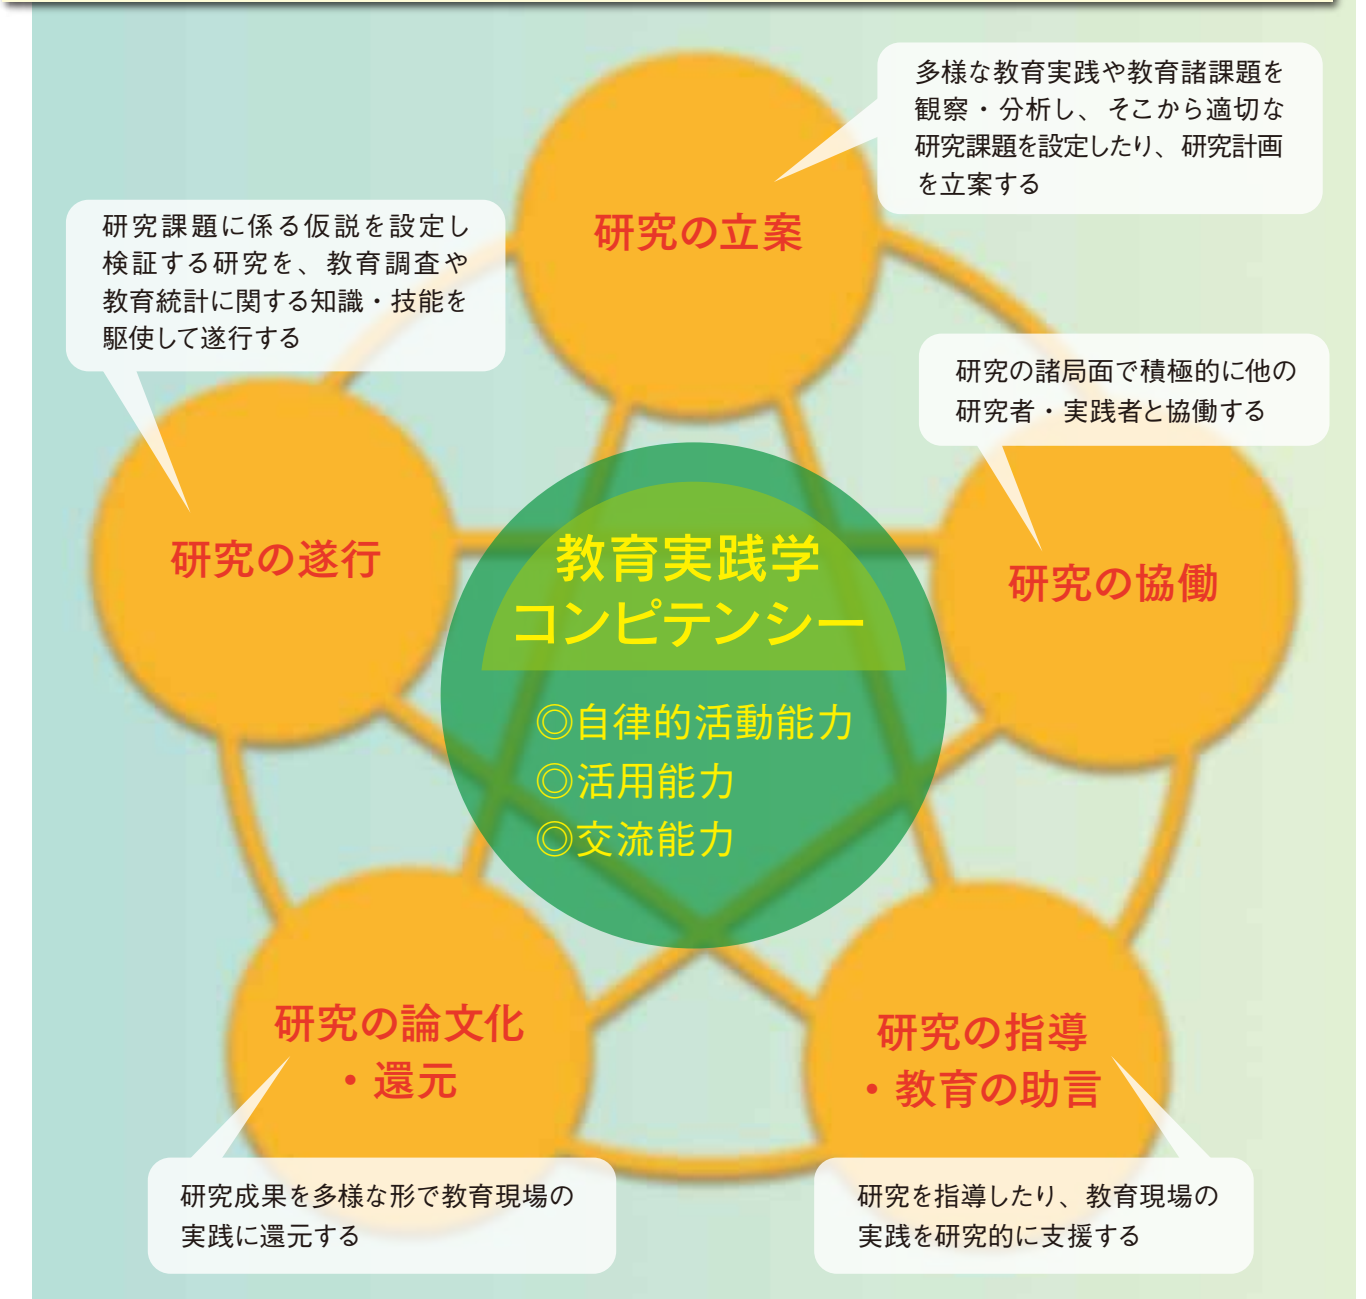 多様な教育実践や教育諸課題を
観察・分析し、そこから適切な
研究課題を設定したり、研究計画
を立案する
研究の立案
研究課題に係る仮説を設定し
検証する研究を、教育調査や
教育統計に関する知識・技能を
駆使して遂行する
研究の遂行
研究の諸局面で積極的に他の
研究者・実践者と協働する
研究の協働
教育実践学
コンピテンシー
◎自律的活動能力
◎活用能力
◎交流能力
研究の論文化
・還元
研究成果を多様な形で教育現場の
実践に還元する
研究の指導
・教育の助言
研究を指導したり、教育現場の
実践を研究的に支援する